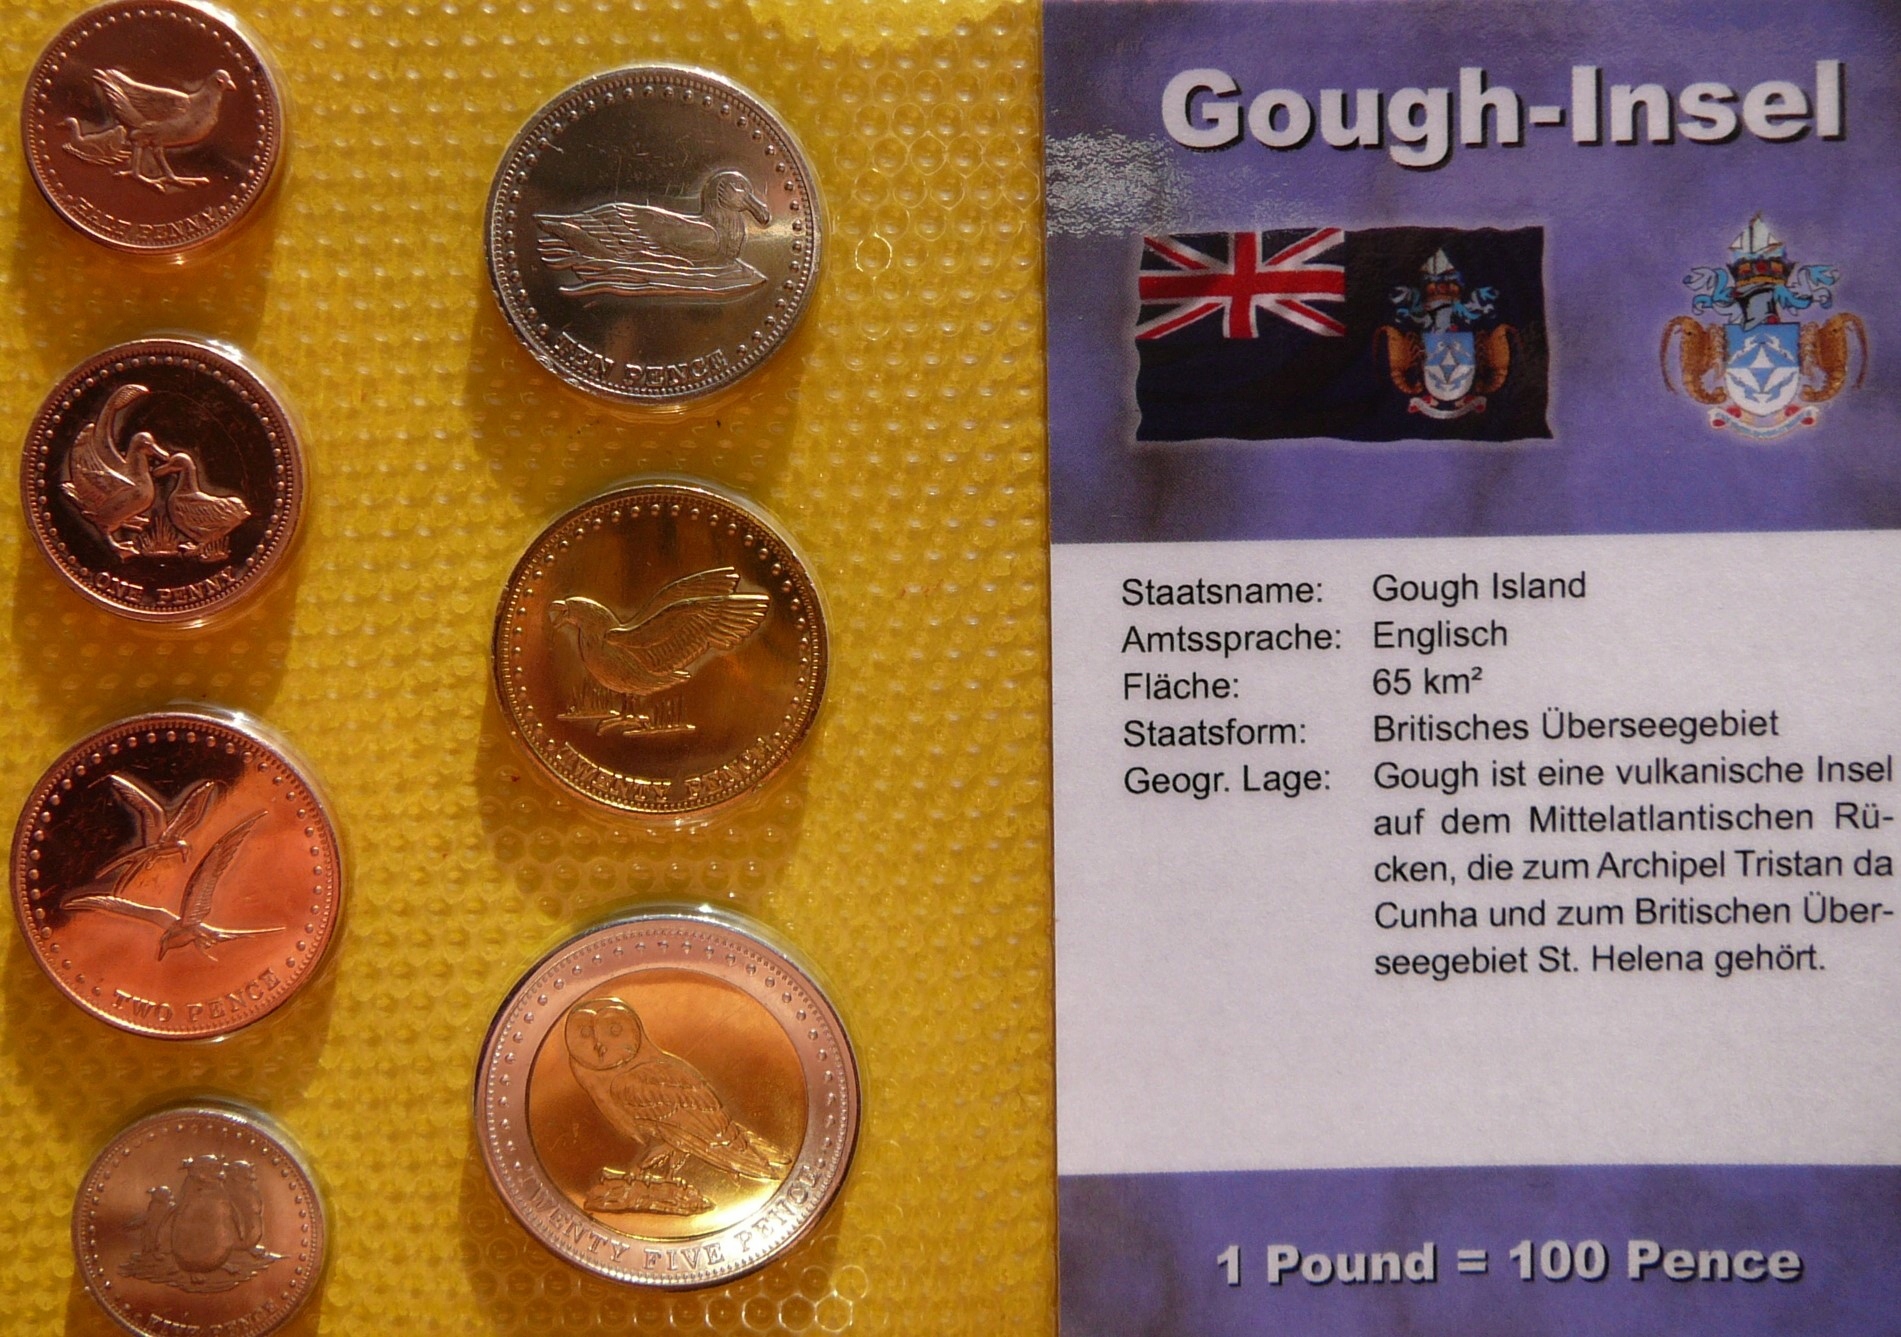 HALF PENNY
ONE PENNY
TWO PENCE
FIVE PENCE
TEN PENCE
TWENTY PENCE
TWENTY FIVE PENCE
Gough-Insel
Staatsname: Gough Island
Amtssprache: Englisch
Fläche: 65 km²
Staatsform: Britisches Überseegebiet
Geogr. Lage: Gough ist eine vulkanische Insel
auf dem Mittelatlantischen Rü-
cken, die zum Archipel Tristan da
Cunha und zum Britischen Über-
seegebiet St. Helena gehört.
1 Pound = 100 Pence